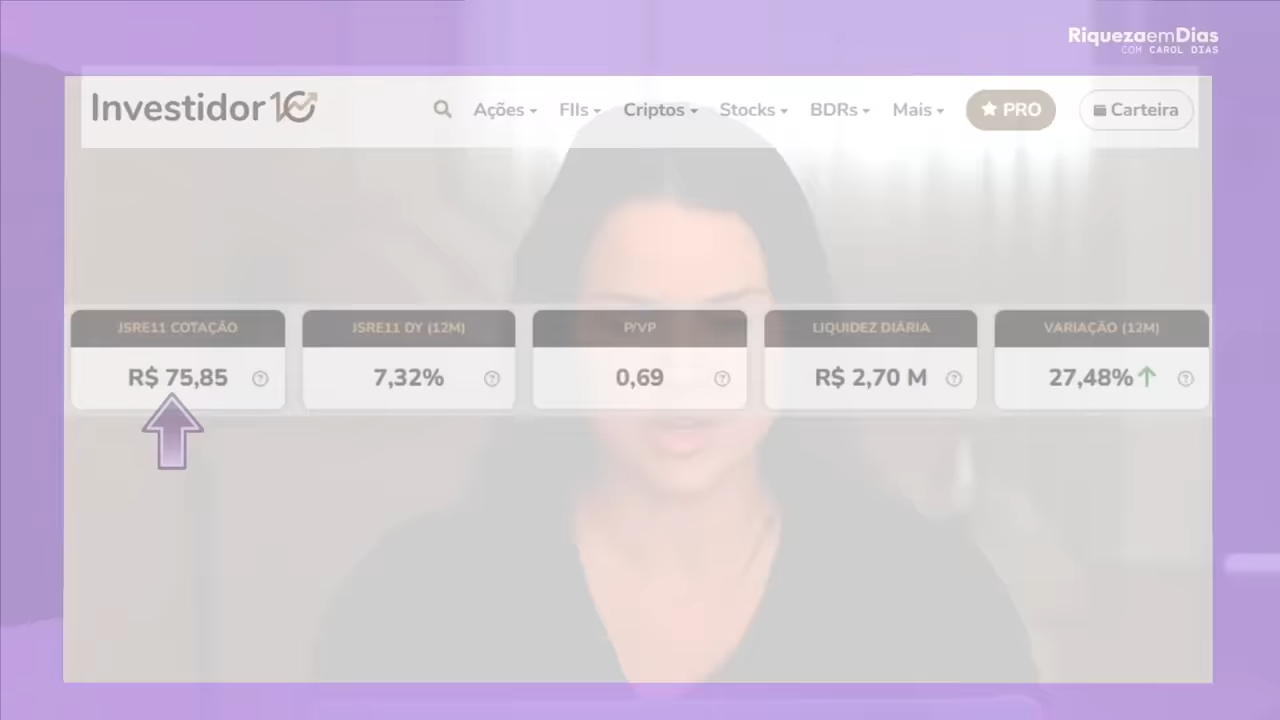 RiquezaemDias
COM CAROL DIAS
Investidor10
Ações FIIs Criptos Stocks BDRs Mais PRO Carteira
JSRE11 COTAÇÃO JSRE11 DY (12M) P/VP LIQUIDEZ DIÁRIA VARIAÇÃO (12M)
R$ 75,85 7,32% 0,69 R$ 2,70 M 27,48%